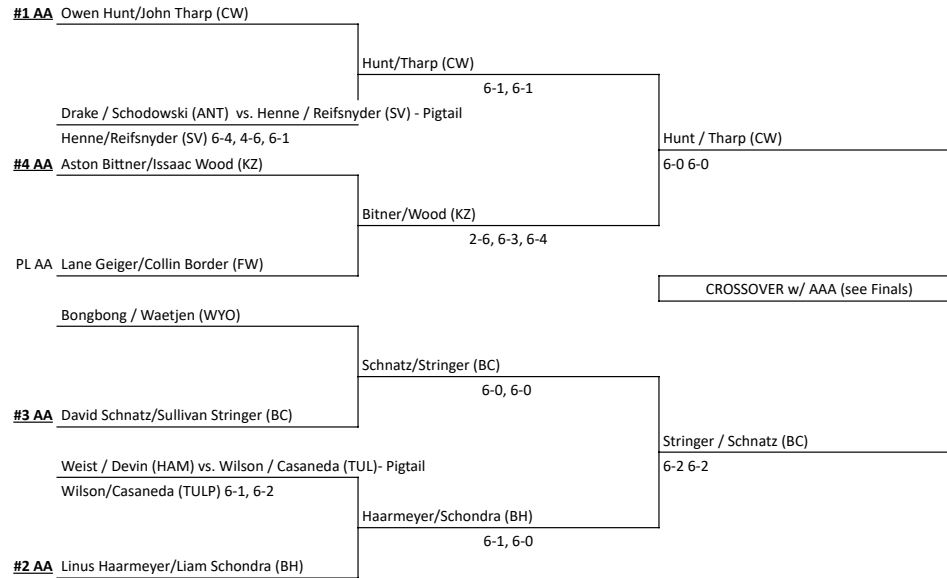 #1 AA Owen Hunt/John Tharp (CW)
Hunt/Tharp (CW)
6-1, 6-1
Drake / Schodowski (ANT) vs. Henne / Reifsnyder (SV) - Pigtail
Henne/Reifsnyder (SV) 6-4, 4-6, 6-1
Hunt / Tharp (CW)
6-0 6-0
#4 AA Aston Bittner/Issaac Wood (KZ)
Bitner/Wood (KZ)
2-6, 6-3, 6-4
PL AA Lane Geiger/Collin Border (FW)
CROSSOVER w/ AAA (see Finals)
Bongbong / Waetjen (WYO)
Schnatz/Stringer (BC)
6-0, 6-0
#3 AA David Schnatz/Sullivan Stringer (BC)
Stringer / Schnatz (BC)
6-2 6-2
Weist / Devin (HAM) vs. Wilson / Casaneda (TUL)- Pigtail
Wilson/Casaneda (TULP) 6-1, 6-2
Haarmeyer/Schondra (BH)
6-1, 6-0
#2 AA Linus Haarmeyer/Liam Schondra (BH)